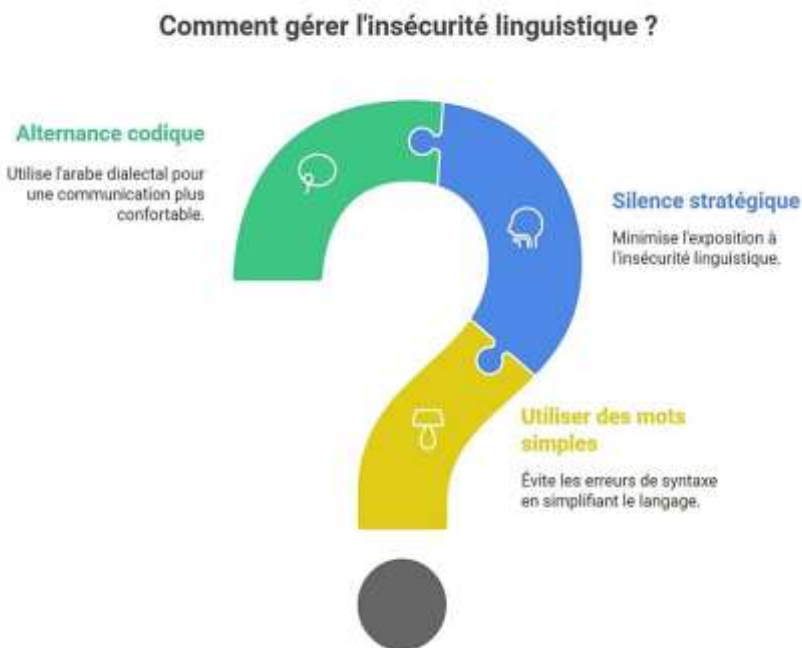 Comment gérer l'insécurité linguistique ?
Alternance codique
Utilise l'arabe dialectal pour
une communication plus
confortable.
Silence stratégique
Minimise l'exposition à
l'insécurité linguistique.
Utiliser des mots
simples
Évite les erreurs de syntaxe
en simplifiant le langage.